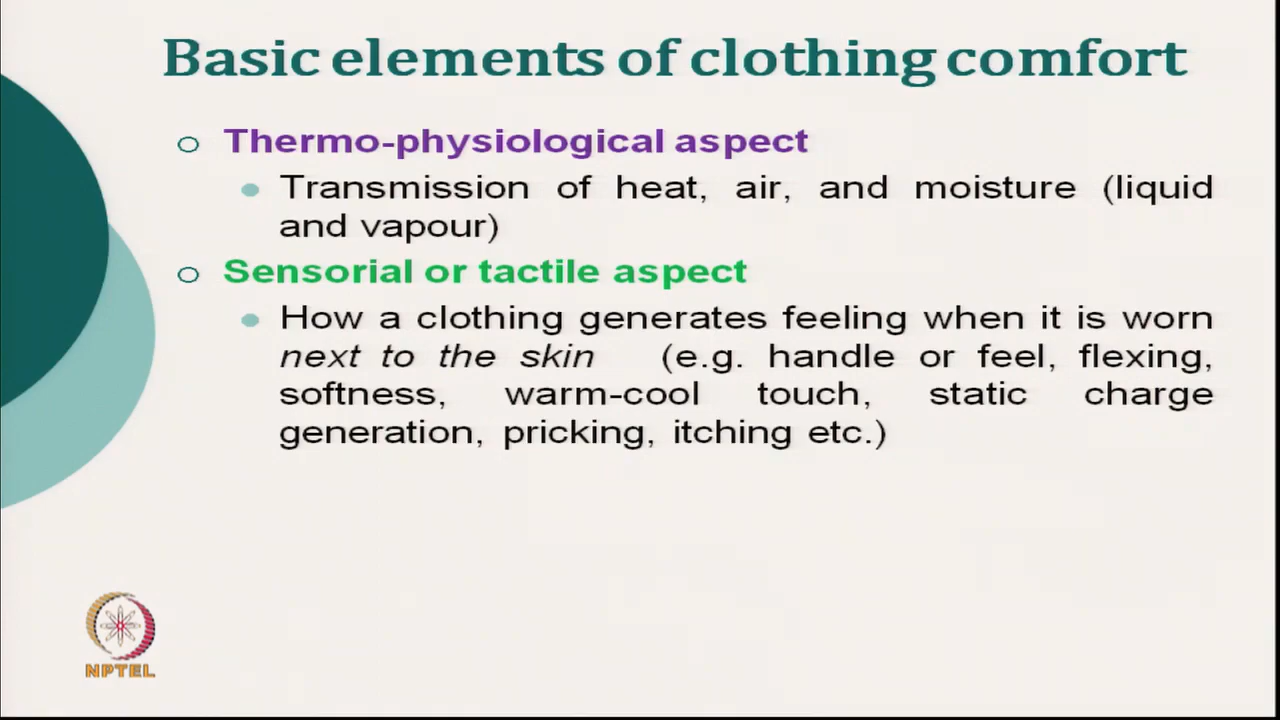 Basic elements of clothing comfort
Thermo-physiological aspect
Transmission of heat, air, and moisture (liquid
and vapour)
Sensorial or tactile aspect
How a clothing generates feeling when it is worn
next to the skin (e.g. handle or feel, flexing,
softness, warm-cool touch, static charge
generation, pricking, itching etc.)
NPTEL